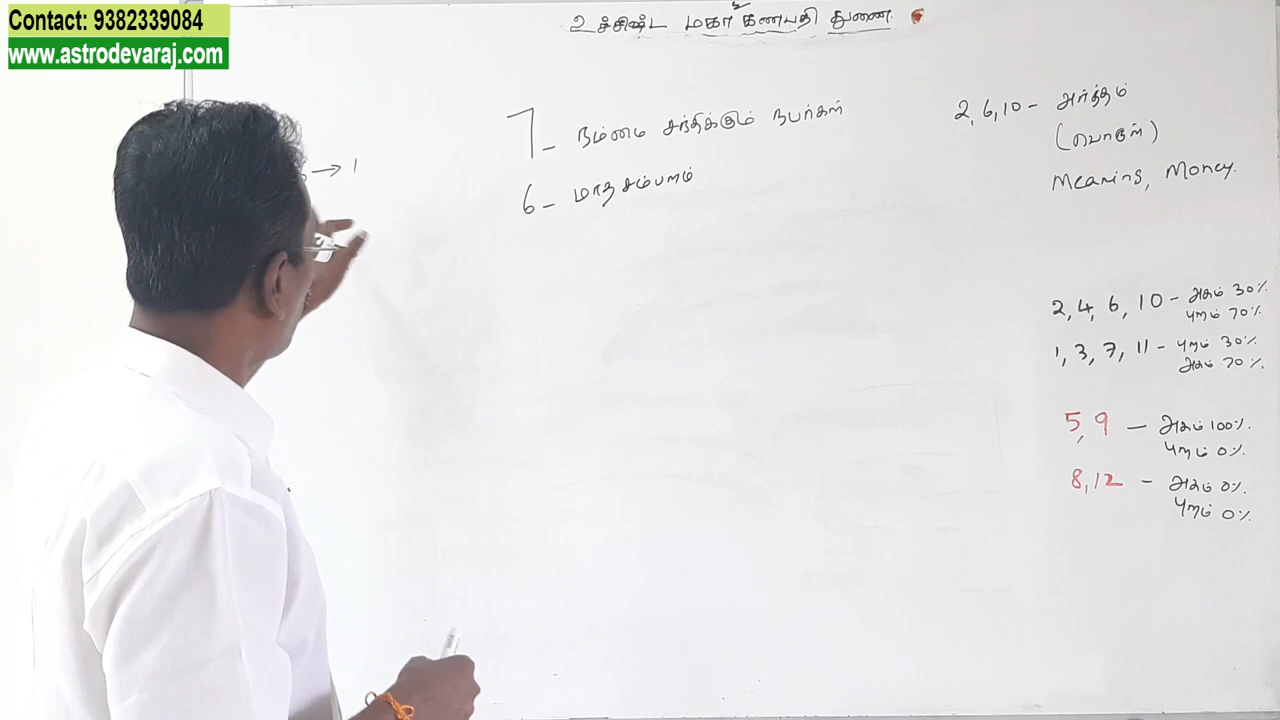 Contact: 9382339084
www.astrodevaraj.com
உச்சிஷ்ட மகா கணபதி துணை
→ 1
7 – நம்மை சந்திக்கும் நபர்கள்
6 – மாத சம்பளம்
2, 6, 10 – அர்த்தம்
(பொருள்)
Meaning, Money.
2, 4, 6, 10 – அகம் 30%.
புறம் 70%.
1, 3, 7, 11 – புறம் 30%.
அகம் 70%.
5, 9 – அகம் 100%.
புறம் 0%.
8, 12 – அகம் 0%.
புறம் 0%.